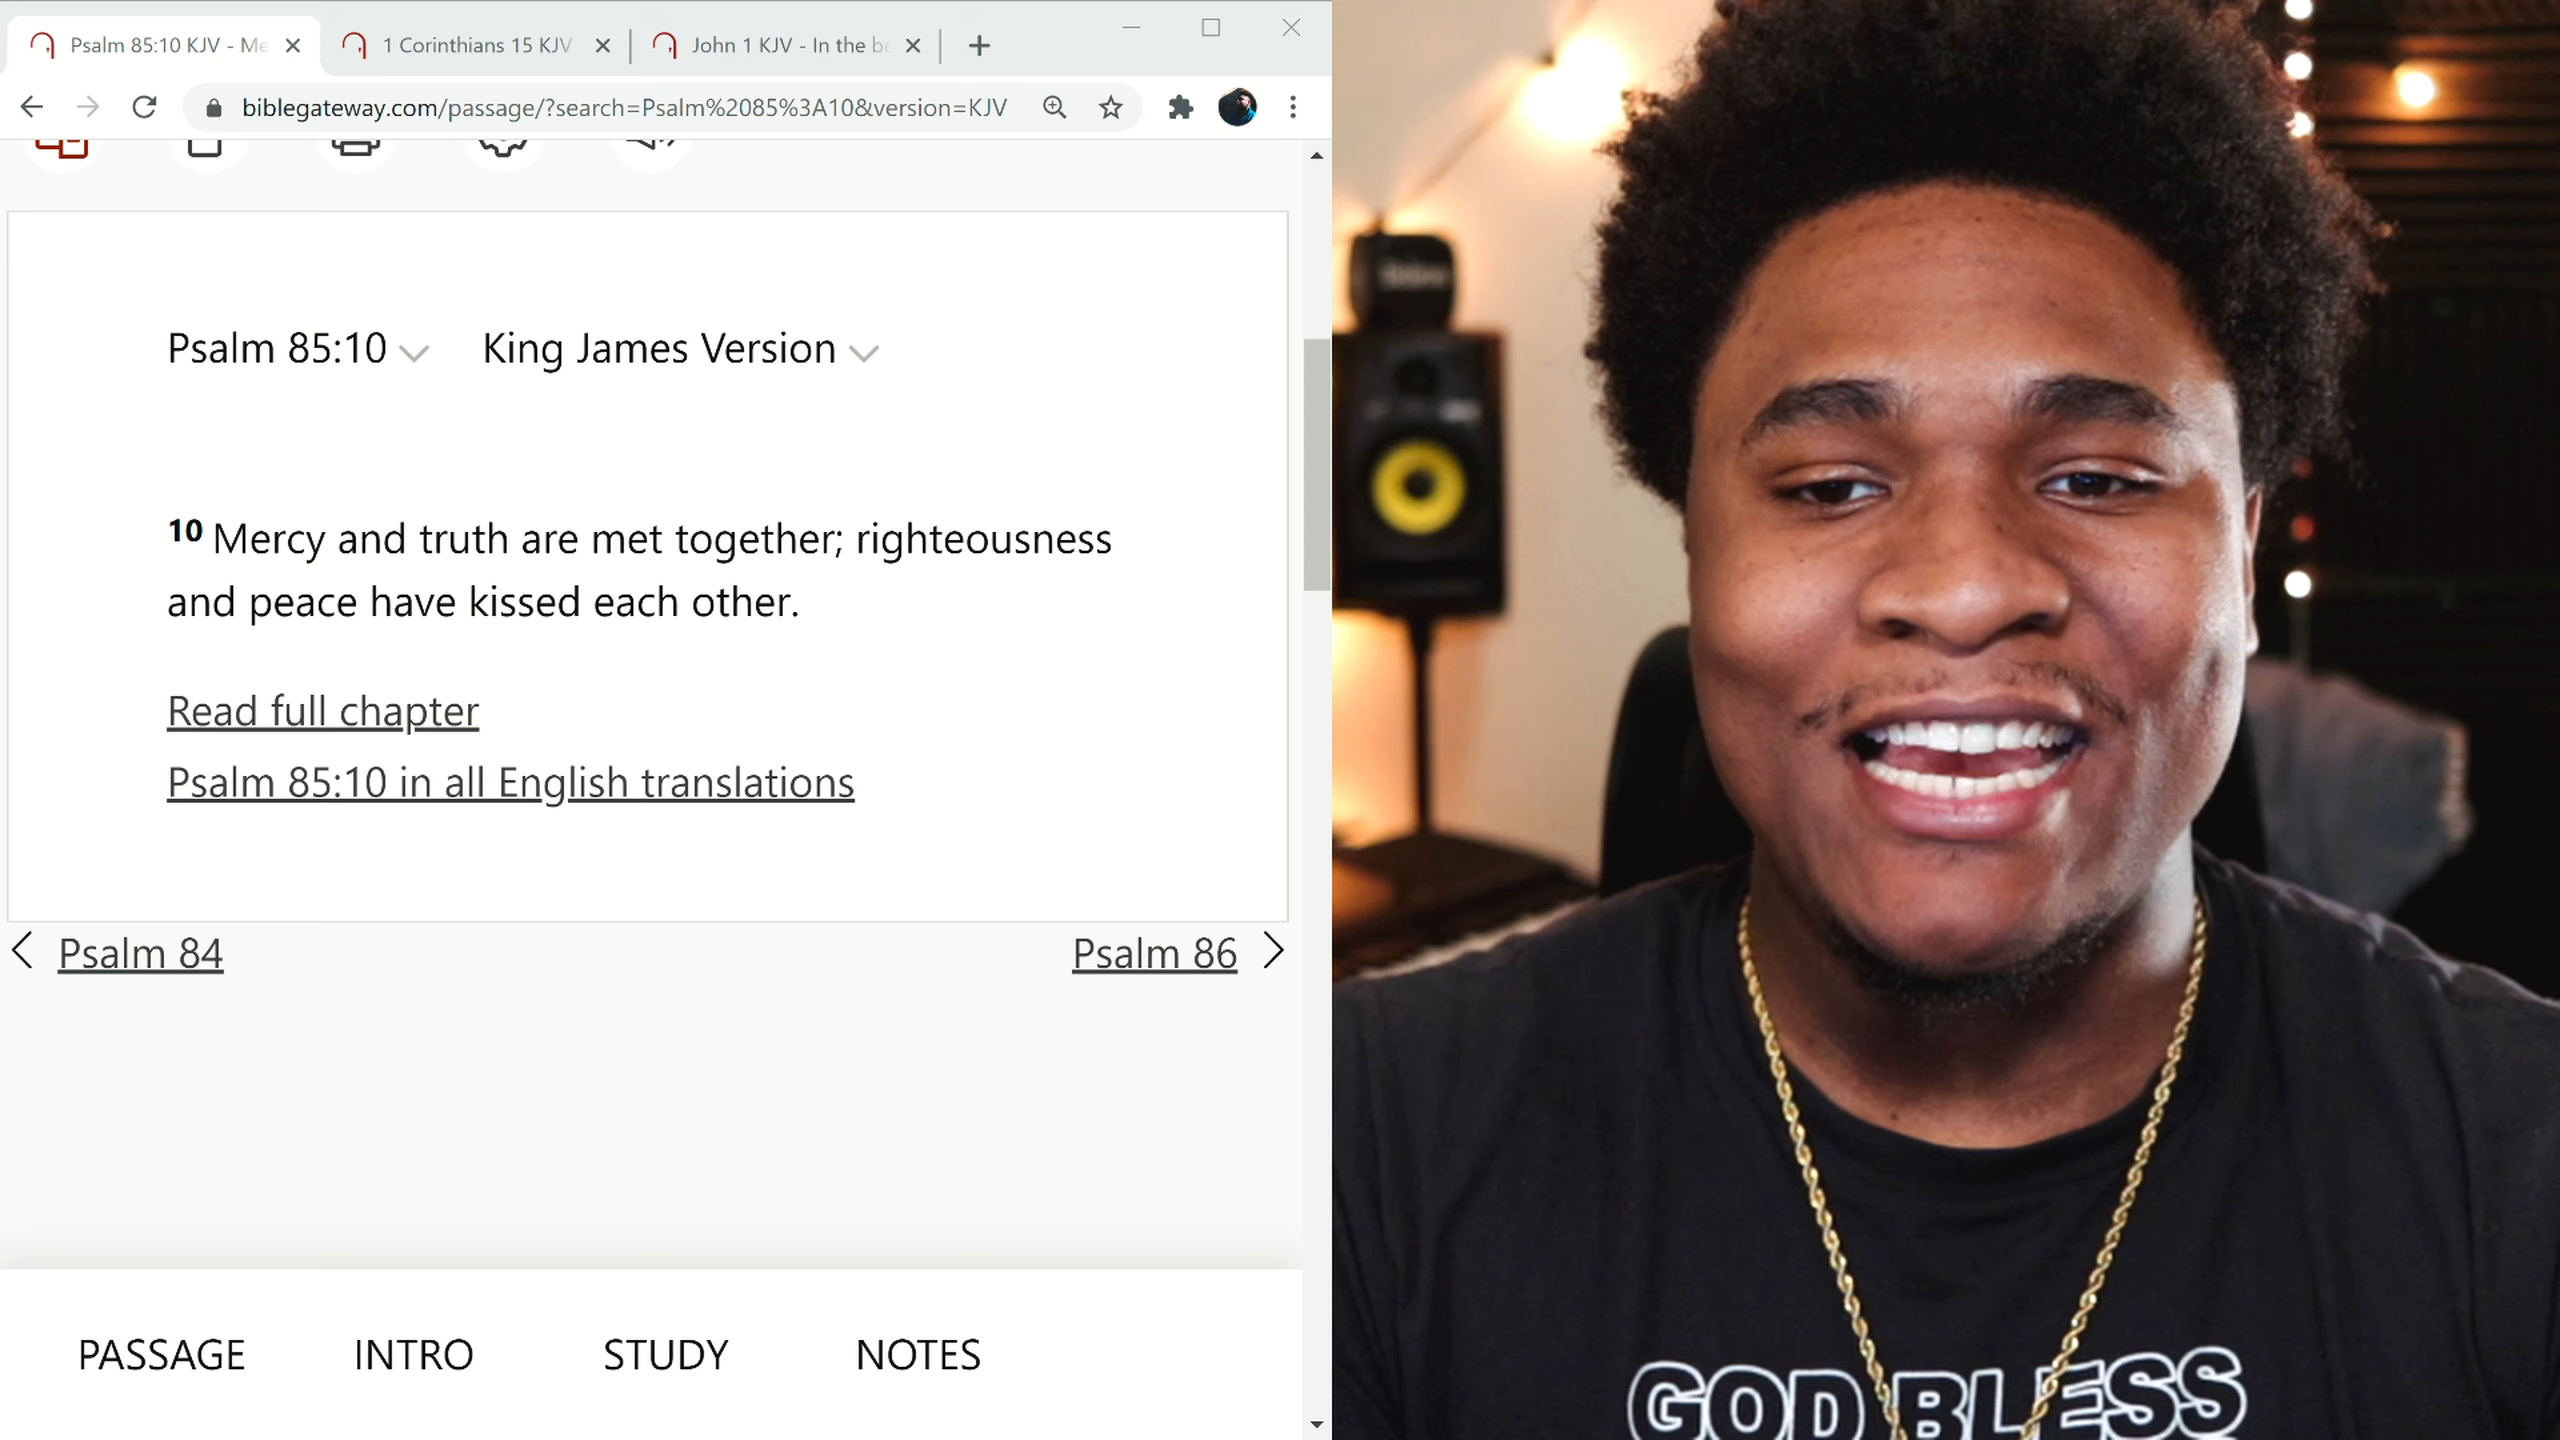 Psalm 85:10 KJV - Me
1 Corinthians 15 KJV
John 1 KJV - In the be
biblegateway.com/passage/?search=Psalm%2085%3A10&version=KJV
Psalm 85:10 King James Version
10 Mercy and truth are met together; righteousness
and peace have kissed each other.
Read full chapter
Psalm 85:10 in all English translations
Psalm 84 Psalm 86
PASSAGE INTRO STUDY NOTES
GOD BLESS